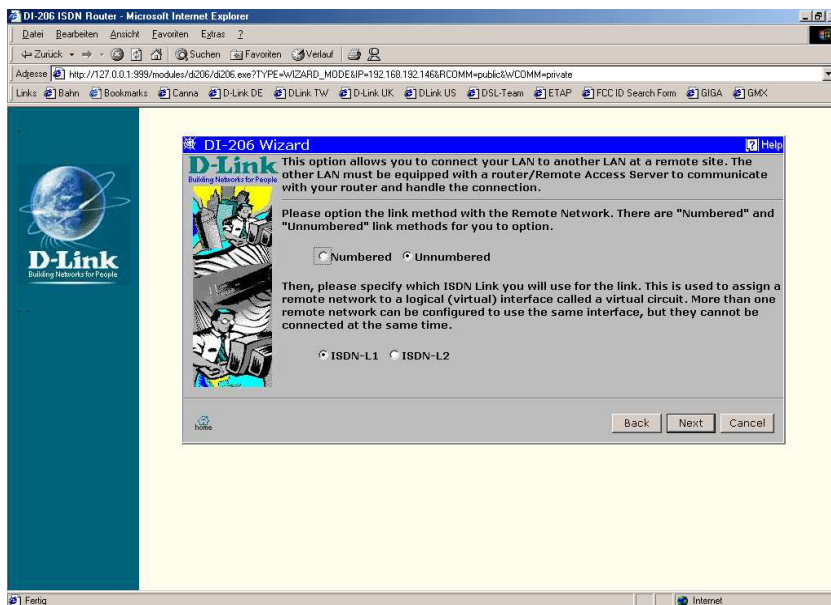 DI-206 ISDN Router - Microsoft Internet Explorer
Datei Bearbeiten Ansicht Favoriten Extras ?
Zurück Suchen Favoriten Verlauf
Adresse http://127.0.0.1:999/modules/di206/di206.exe?TYPE=WIZARD_MODE&IP=192.168.192.146&RCOMM=public&WCOMM=private
Links Bahn Bookmarks Canna D-Link DE DLink TW D-Link UK DLink US DSL-Team ETAP FCC ID Search Form GIGA GMX
D-Link
Building Networks for People
DI-206 Wizard
? Help
D-Link
Building Networks for People
This option allows you to connect your LAN to another LAN at a remote site. The
other LAN must be equipped with a router/Remote Access Server to communicate
with your router and handle the connection.
Please option the link method with the Remote Network. There are "Numbered" and
"Unnumbered" link methods for you to option.
Numbered Unnumbered
Then, please specify which ISDN Link you will use for the link. This is used to assign a
remote network to a logical (virtual) interface called a virtual circuit. More than one
remote network can be configured to use the same interface, but they cannot be
connected at the same time.
ISDN-L1 ISDN-L2
home
Back Next Cancel
Fertig
Internet